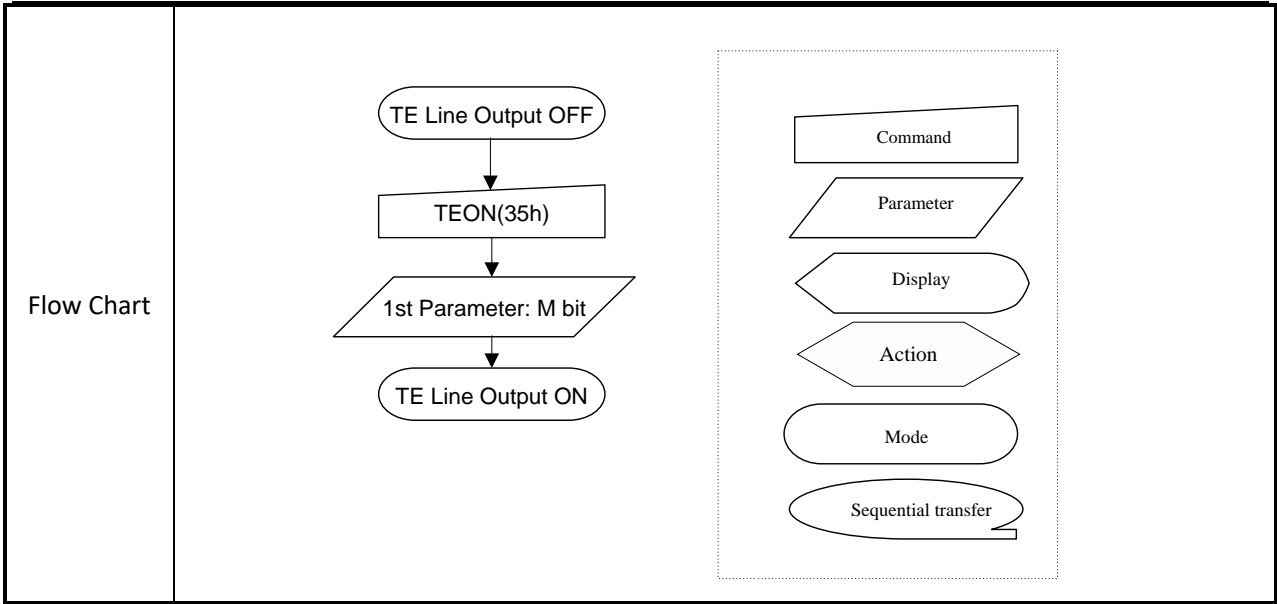 Flow Chart
TE Line Output OFF
TEON(35h)
1st Parameter: M bit
TE Line Output ON
Command
Parameter
Display
Action
Mode
Sequential transfer